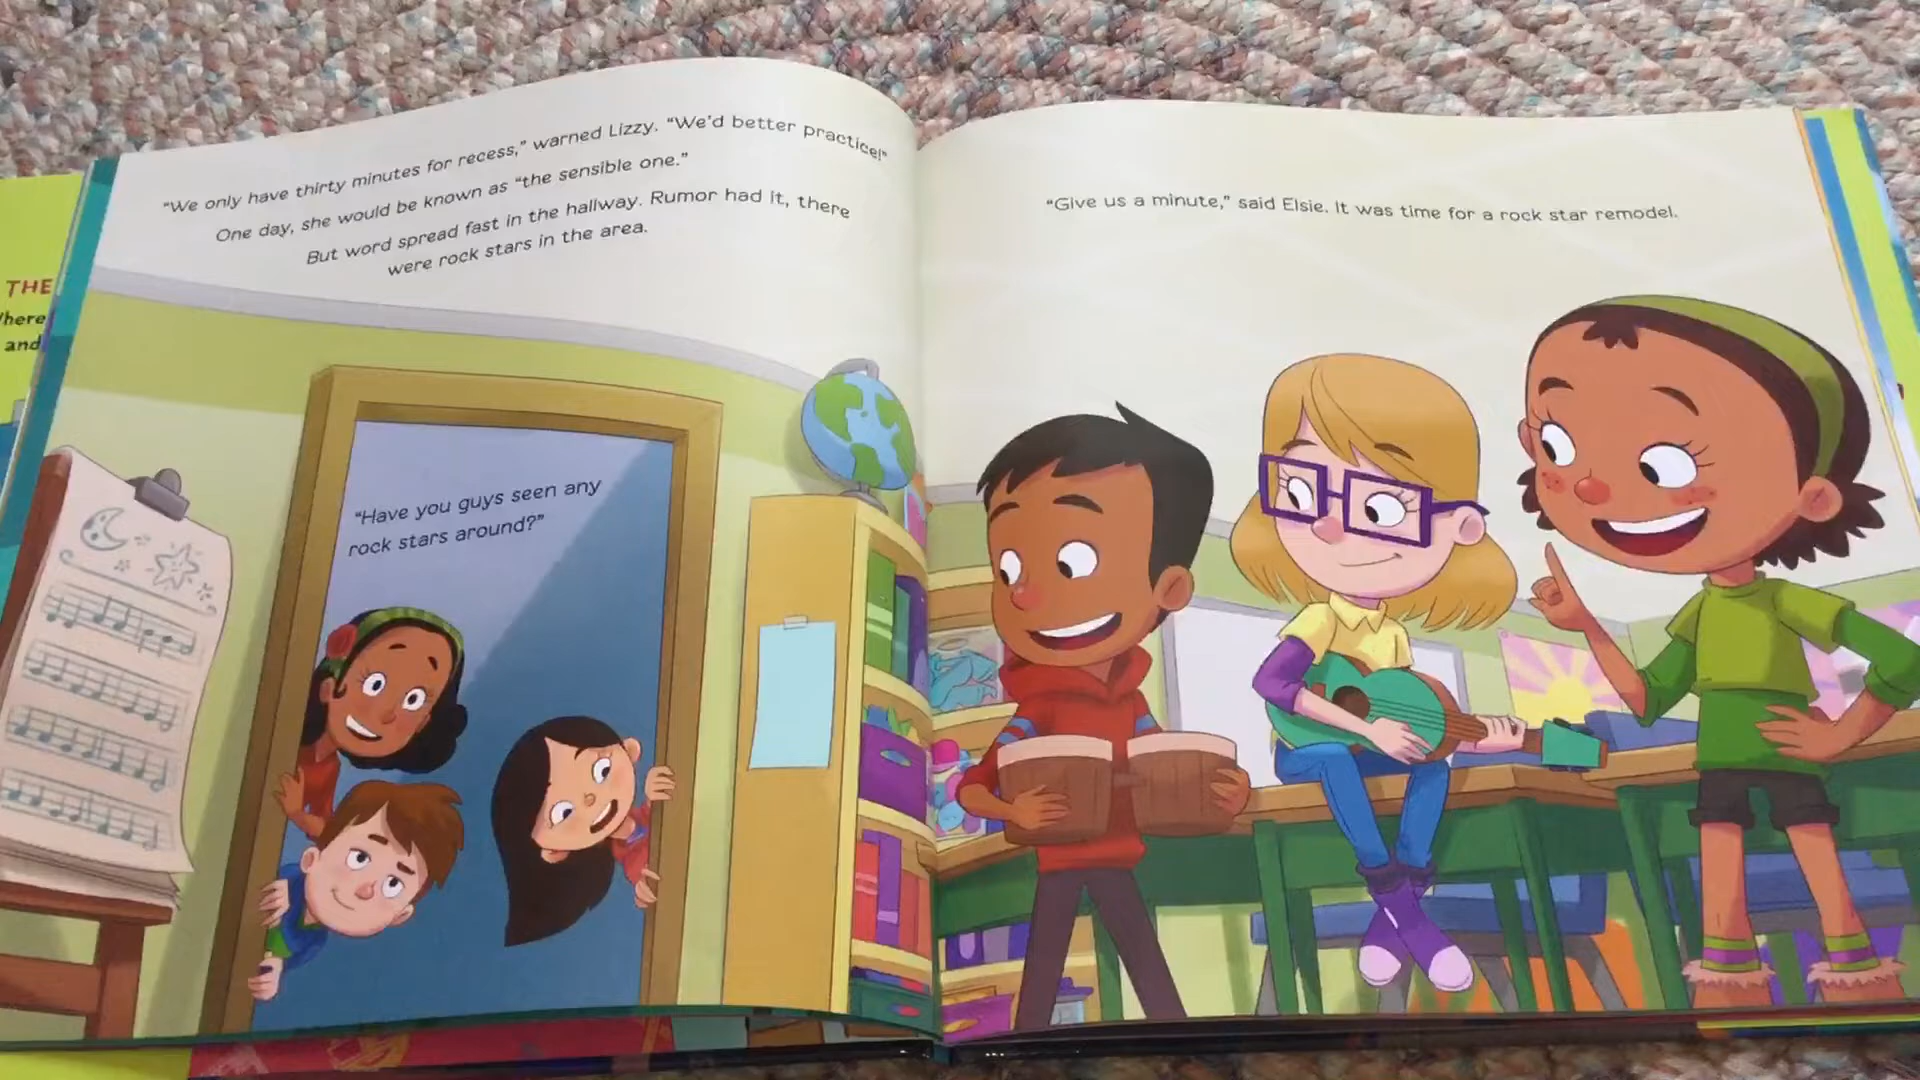 THE
and
"We only have thirty minutes for recess," warned Lizzy. "We'd better practice!"
One day, she would be known as "the sensible one."
But word spread fast in the hallway. Rumor had it, there
were rock stars in the area.
"Have you guys seen any
rock stars around?"
"Give us a minute," said Elsie. It was time for a rock star remodel.